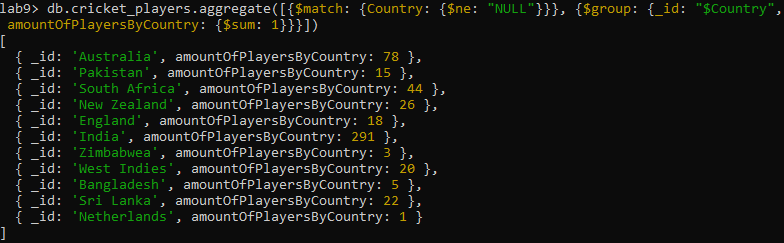 lab9> db.cricket_players.aggregate([{$match: {Country: {$ne: "NULL"}}}, {$group: {_id: "$Country",
amountOfPlayersByCountry: {$sum: 1}}}])
[
  { _id: 'Australia', amountOfPlayersByCountry: 78 },
  { _id: 'Pakistan', amountOfPlayersByCountry: 15 },
  { _id: 'South Africa', amountOfPlayersByCountry: 44 },
  { _id: 'New Zealand', amountOfPlayersByCountry: 26 },
  { _id: 'England', amountOfPlayersByCountry: 18 },
  { _id: 'India', amountOfPlayersByCountry: 291 },
  { _id: 'Zimbabwea', amountOfPlayersByCountry: 3 },
  { _id: 'West Indies', amountOfPlayersByCountry: 20 },
  { _id: 'Bangladesh', amountOfPlayersByCountry: 5 },
  { _id: 'Sri Lanka', amountOfPlayersByCountry: 22 },
  { _id: 'Netherlands', amountOfPlayersByCountry: 1 }
]